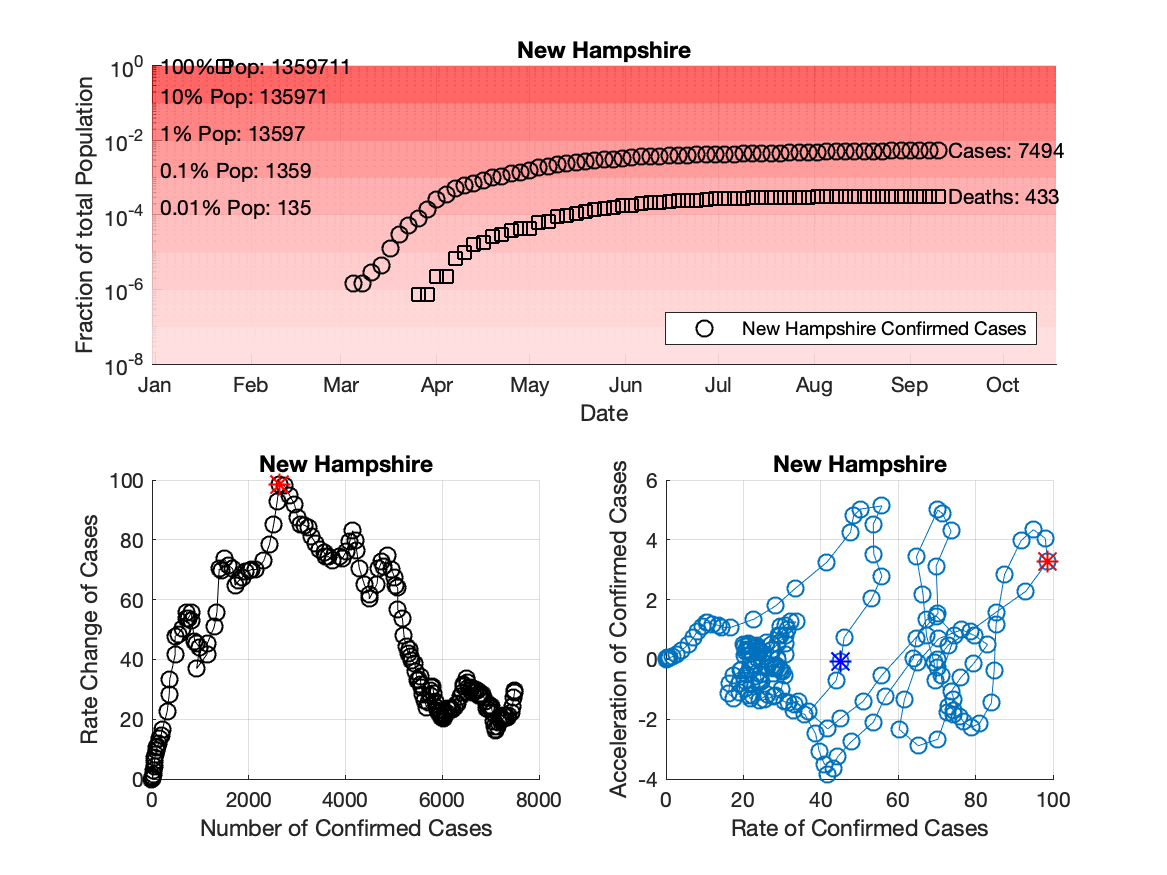 New Hampshire
Fraction of total Population
10^0
10^-2
10^-4
10^-6
10^-8
100% Pop: 1359711
10% Pop: 135971
1% Pop: 13597
0.1% Pop: 1359
0.01% Pop: 135
Cases: 7494
Deaths: 433
New Hampshire Confirmed Cases
Jan Feb Mar Apr May Jun Jul Aug Sep Oct
Date
New Hampshire
Rate Change of Cases
100
80
60
40
20
0
0 2000 4000 6000 8000
Number of Confirmed Cases
New Hampshire
Acceleration of Confirmed Cases
6
4
2
0
-2
-4
0 20 40 60 80 100
Rate of Confirmed Cases